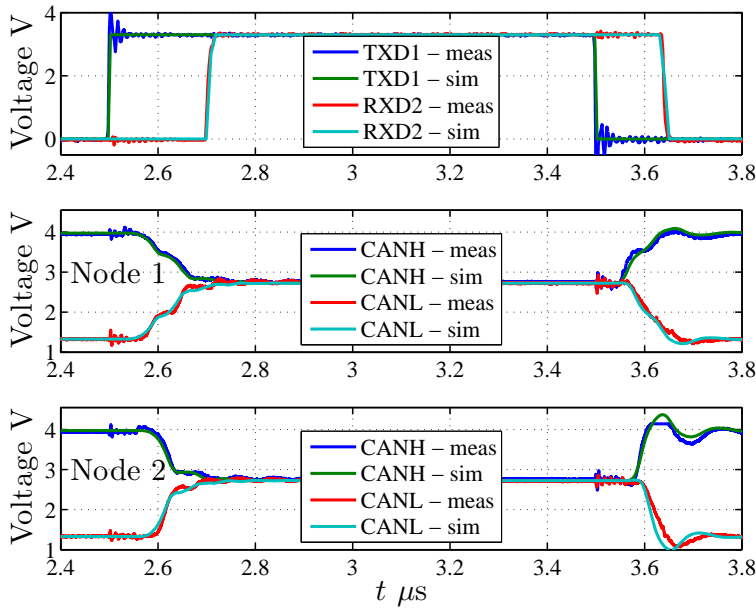 Voltage V
4
2
0
TXD1 – meas
TXD1 – sim
RXD2 – meas
RXD2 – sim
2.4 2.6 2.8 3 3.2 3.4 3.6 3.8
Voltage V
4
3
2
1
Node 1
CANH – meas
CANH – sim
CANL – meas
CANL – sim
2.4 2.6 2.8 3 3.2 3.4 3.6 3.8
Voltage V
4
3
2
1
Node 2
CANH – meas
CANH – sim
CANL – meas
CANL – sim
2.4 2.6 2.8 3 3.2 3.4 3.6 3.8
t μs